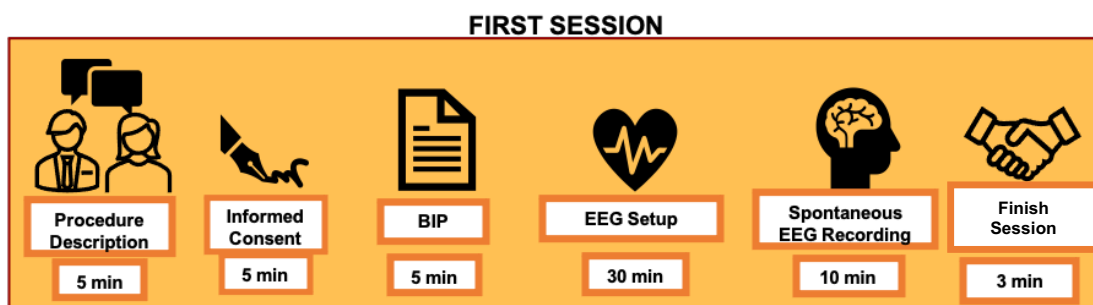 FIRST SESSION
Procedure
Description
5 min
Informed
Consent
5 min
BIP
5 min
EEG Setup
30 min
Spontaneous
EEG Recording
10 min
Finish
Session
3 min